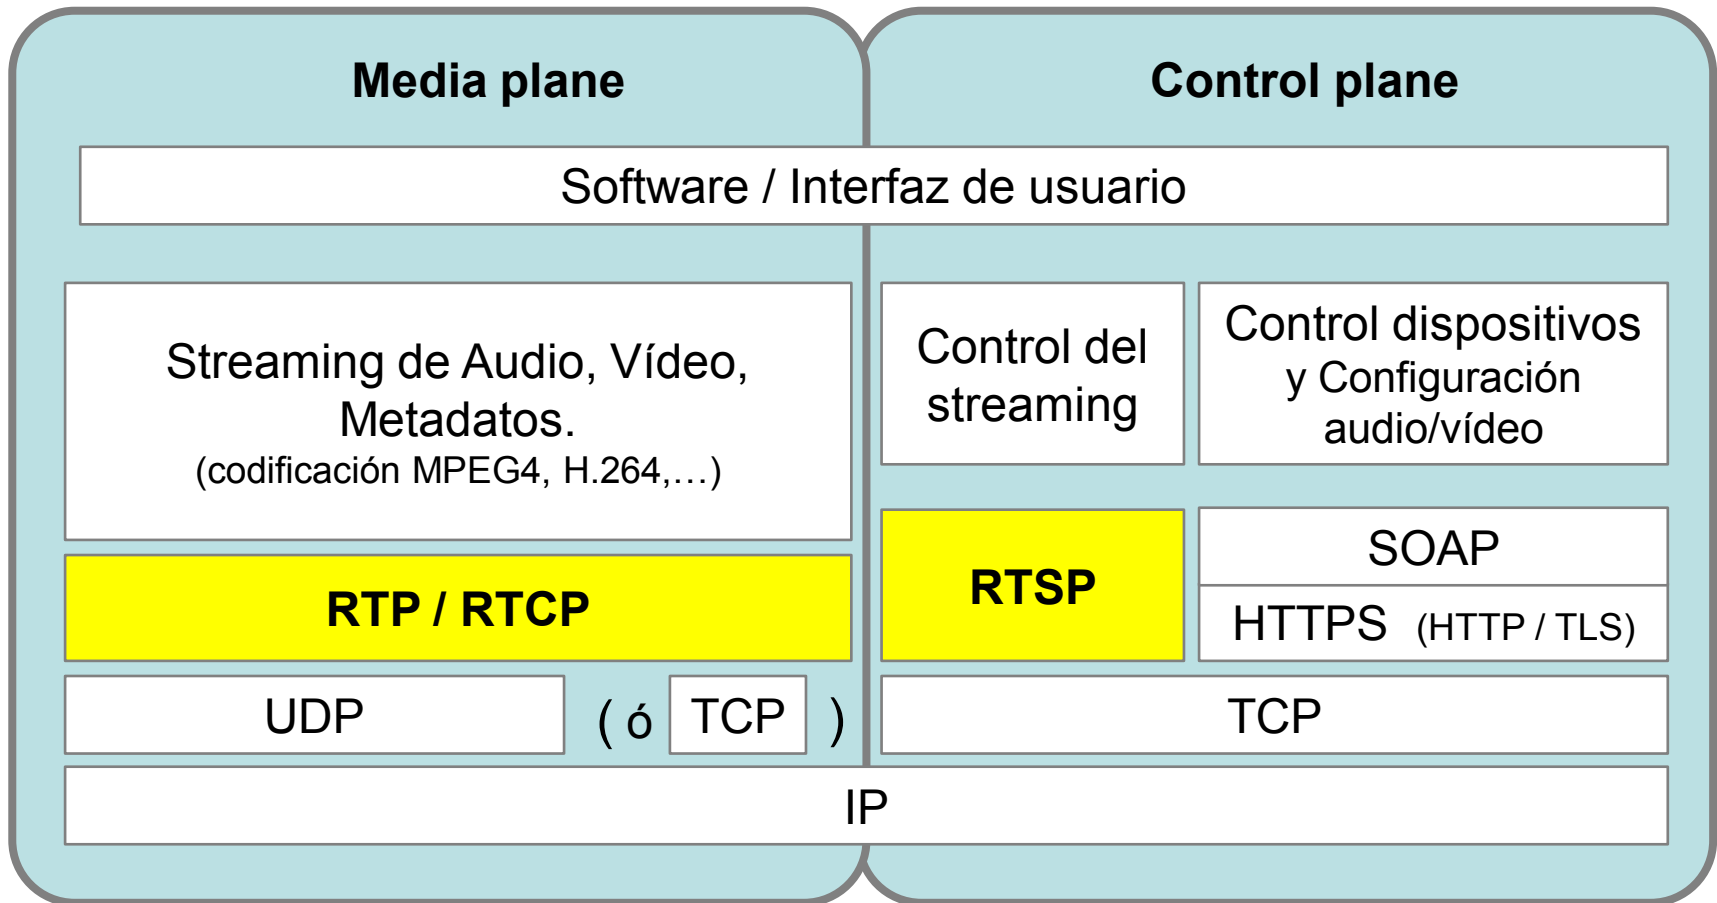 Media plane
Control plane
Software / Interfaz de usuario
Streaming de Audio, Vídeo,
Metadatos.
(codificación MPEG4, H.264,…)
Control del
streaming
Control dispositivos
y Configuración
audio/vídeo
RTP / RTCP
RTSP
SOAP
HTTPS (HTTP / TLS)
UDP ( ó TCP )
TCP
IP